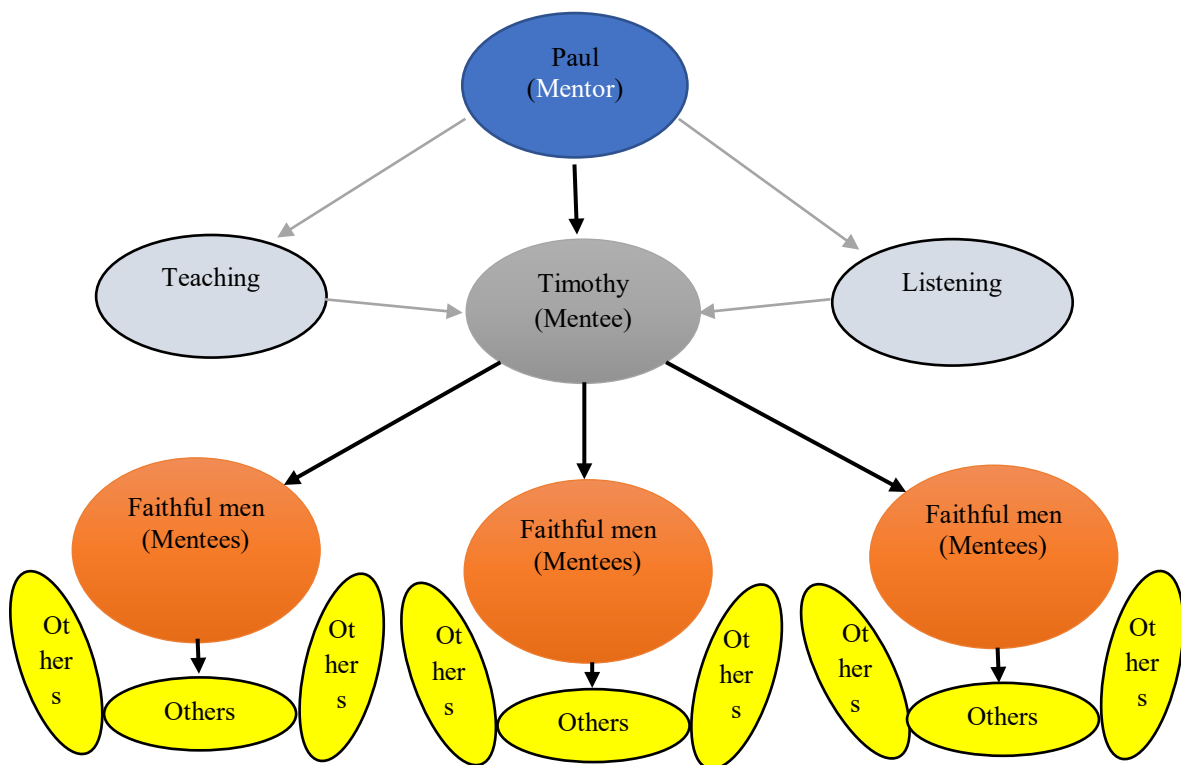 Paul
(Mentor)
Teaching
Timothy
(Mentee)
Listening
Faithful men
(Mentees)
Faithful men
(Mentees)
Faithful men
(Mentees)
Ot
her
s
Others
Ot
her
s
Ot
her
s
Others
Ot
her
s
Ot
her
s
Others
Ot
her
s